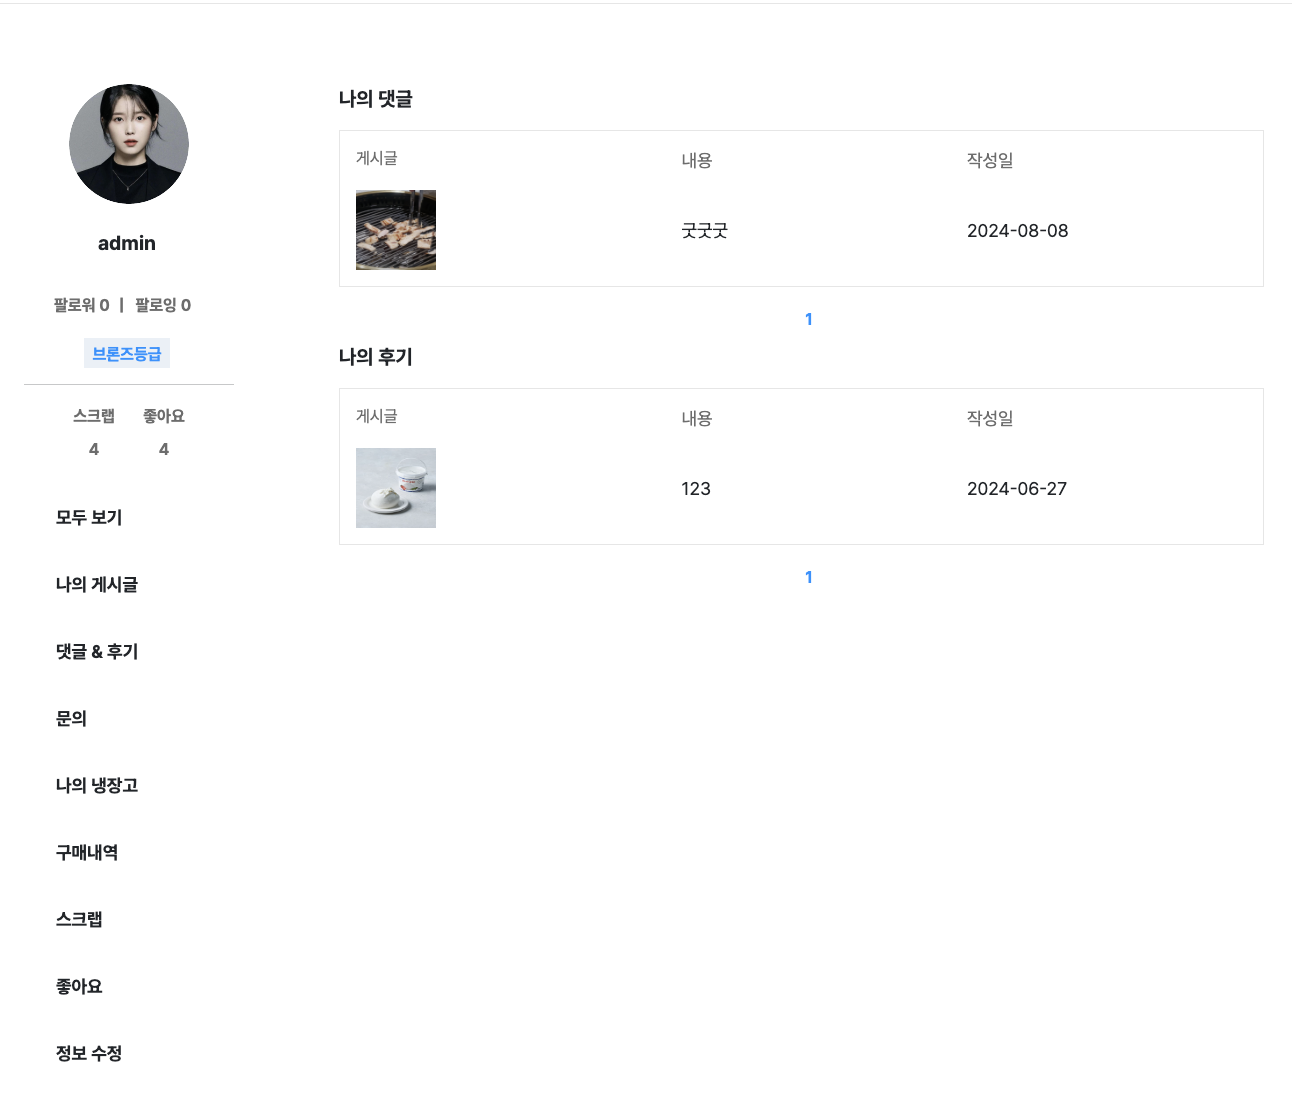 admin
팔로워 0 | 팔로잉 0
브론즈등급
스크랩 좋아요
4 4
모두 보기
나의 게시글
댓글 & 후기
문의
나의 냉장고
구매내역
스크랩
좋아요
정보 수정
나의 댓글
게시글 내용 작성일
굿굿굿 2024-08-08
1
나의 후기
게시글 내용 작성일
123 2024-06-27
1